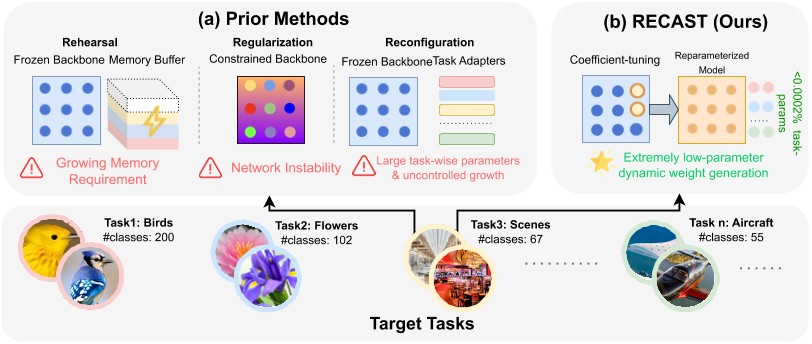 (a) Prior Methods
Rehearsal
Frozen Backbone Memory Buffer
Growing Memory
Requirement
Regularization
Constrained Backbone
Network Instability
Reconfiguration
Frozen Backbone Task Adapters
Large task-wise parameters
& uncontrolled growth
(b) RECAST (Ours)
Coefficient-tuning
Reparameterized
Model
<0.0002% task-
params
Extremely low-parameter
dynamic weight generation
Task1: Birds
#classes: 200
Task2: Flowers
#classes: 102
Task3: Scenes
#classes: 67
Task n: Aircraft
#classes: 55
Target Tasks